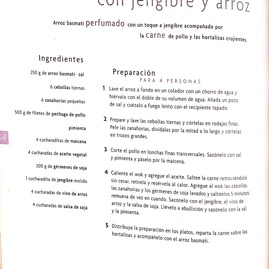 con jengibre y arroz
Arroz basmati perfumado con un toque a jengibre acompañado por
la carne de pollo y las hortalizas crujientes.
Ingredientes
250 g de arroz basmati · sal
6 cebollas tiernas
6 zanahorias pequeñas
500 g de filetes de pechuga de pollo
pimienta
4 cucharaditas de maicena
4 cucharadas de aceite vegetal
200 g de gérmenes de soja
1 cucharadita de jengibre molido
4 cucharadas de vino de arroz
4 cucharadas de salsa de soja
Preparación
PARA 4 PERSONAS
1 Lave el arroz a fondo en un colador con un chorro de agua y
hiérvalo con el doble de su volumen de agua. Añada un poco
de sal y cuézalo a fuego lento con el recipiente tapado.
2 Prepare y lave las cebollas tiernas y córtelas en rodajas finas.
Pele las zanahorias, divídalas por la mitad a lo largo y córtelas
en trozos grandes.
3 Corte el pollo en lonchas finas transversales. Sazónelo con sal
y pimienta y páselo por la maicena.
4 Caliente el wok y agregue el aceite. Saltee la carne removiéndola
sin cesar, retírela y resérvela al calor. Agregue al wok las cebollas,
las zanahorias y los gérmenes de soja lavados y saltéelos 5 minutos
removiendo a fuego vivo. Sazónelo con el jengibre, el vino de
arroz y la salsa de soja. Llévelo a ebullición y sazónelo con la sal
y la pimienta.
5 Distribuya la preparación en los platos, reparta la carne sobre las
hortalizas y acompáñelo con el arroz basmati.